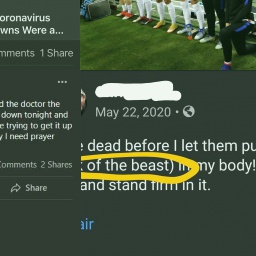 oronavirus
wns Were a...
mments 1 Share
d the doctor the
down tonight and
e trying to get it up
y I need prayer
Comments 2 Shares
Share
May 22, 2020 •
dead before I let them pu
of the beast) in my body!
and stand firm in it.
air